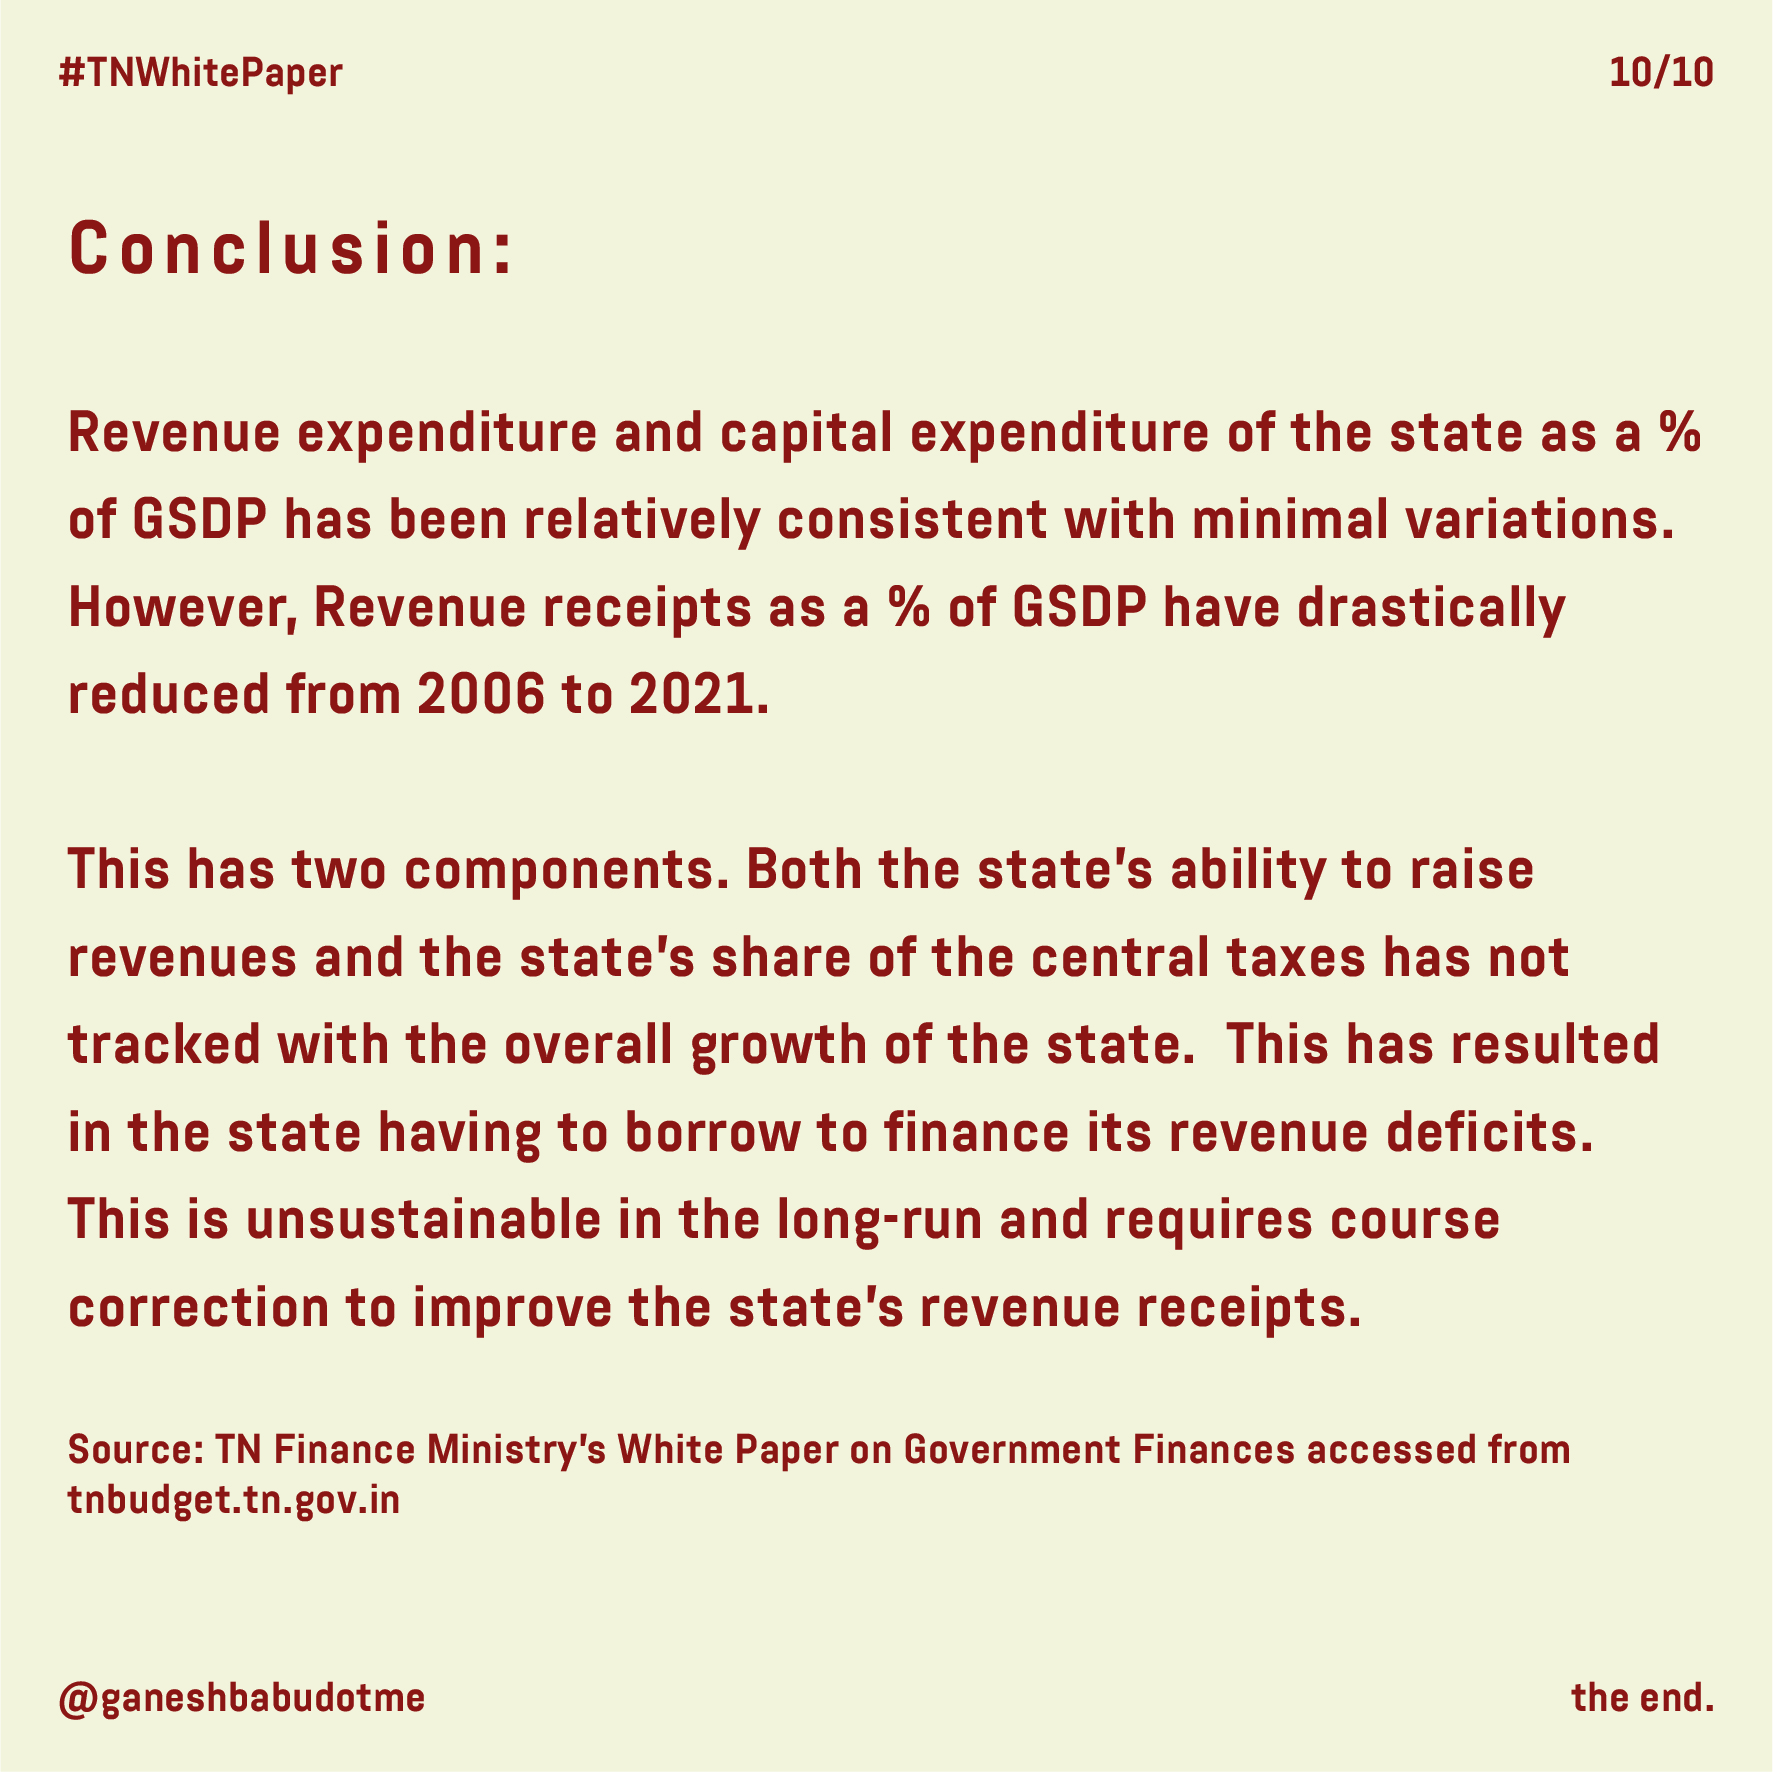 #TNWhitePaper
10/10
Conclusion:
Revenue expenditure and capital expenditure of the state as a %
of GSDP has been relatively consistent with minimal variations.
However, Revenue receipts as a % of GSDP have drastically
reduced from 2006 to 2021.
This has two components. Both the state's ability to raise
revenues and the state's share of the central taxes has not
tracked with the overall growth of the state.  This has resulted
in the state having to borrow to finance its revenue deficits.
This is unsustainable in the long-run and requires course
correction to improve the state's revenue receipts.
Source: TN Finance Ministry's White Paper on Government Finances accessed from
tnbudget.tn.gov.in
@ganeshbabudotme
the end.